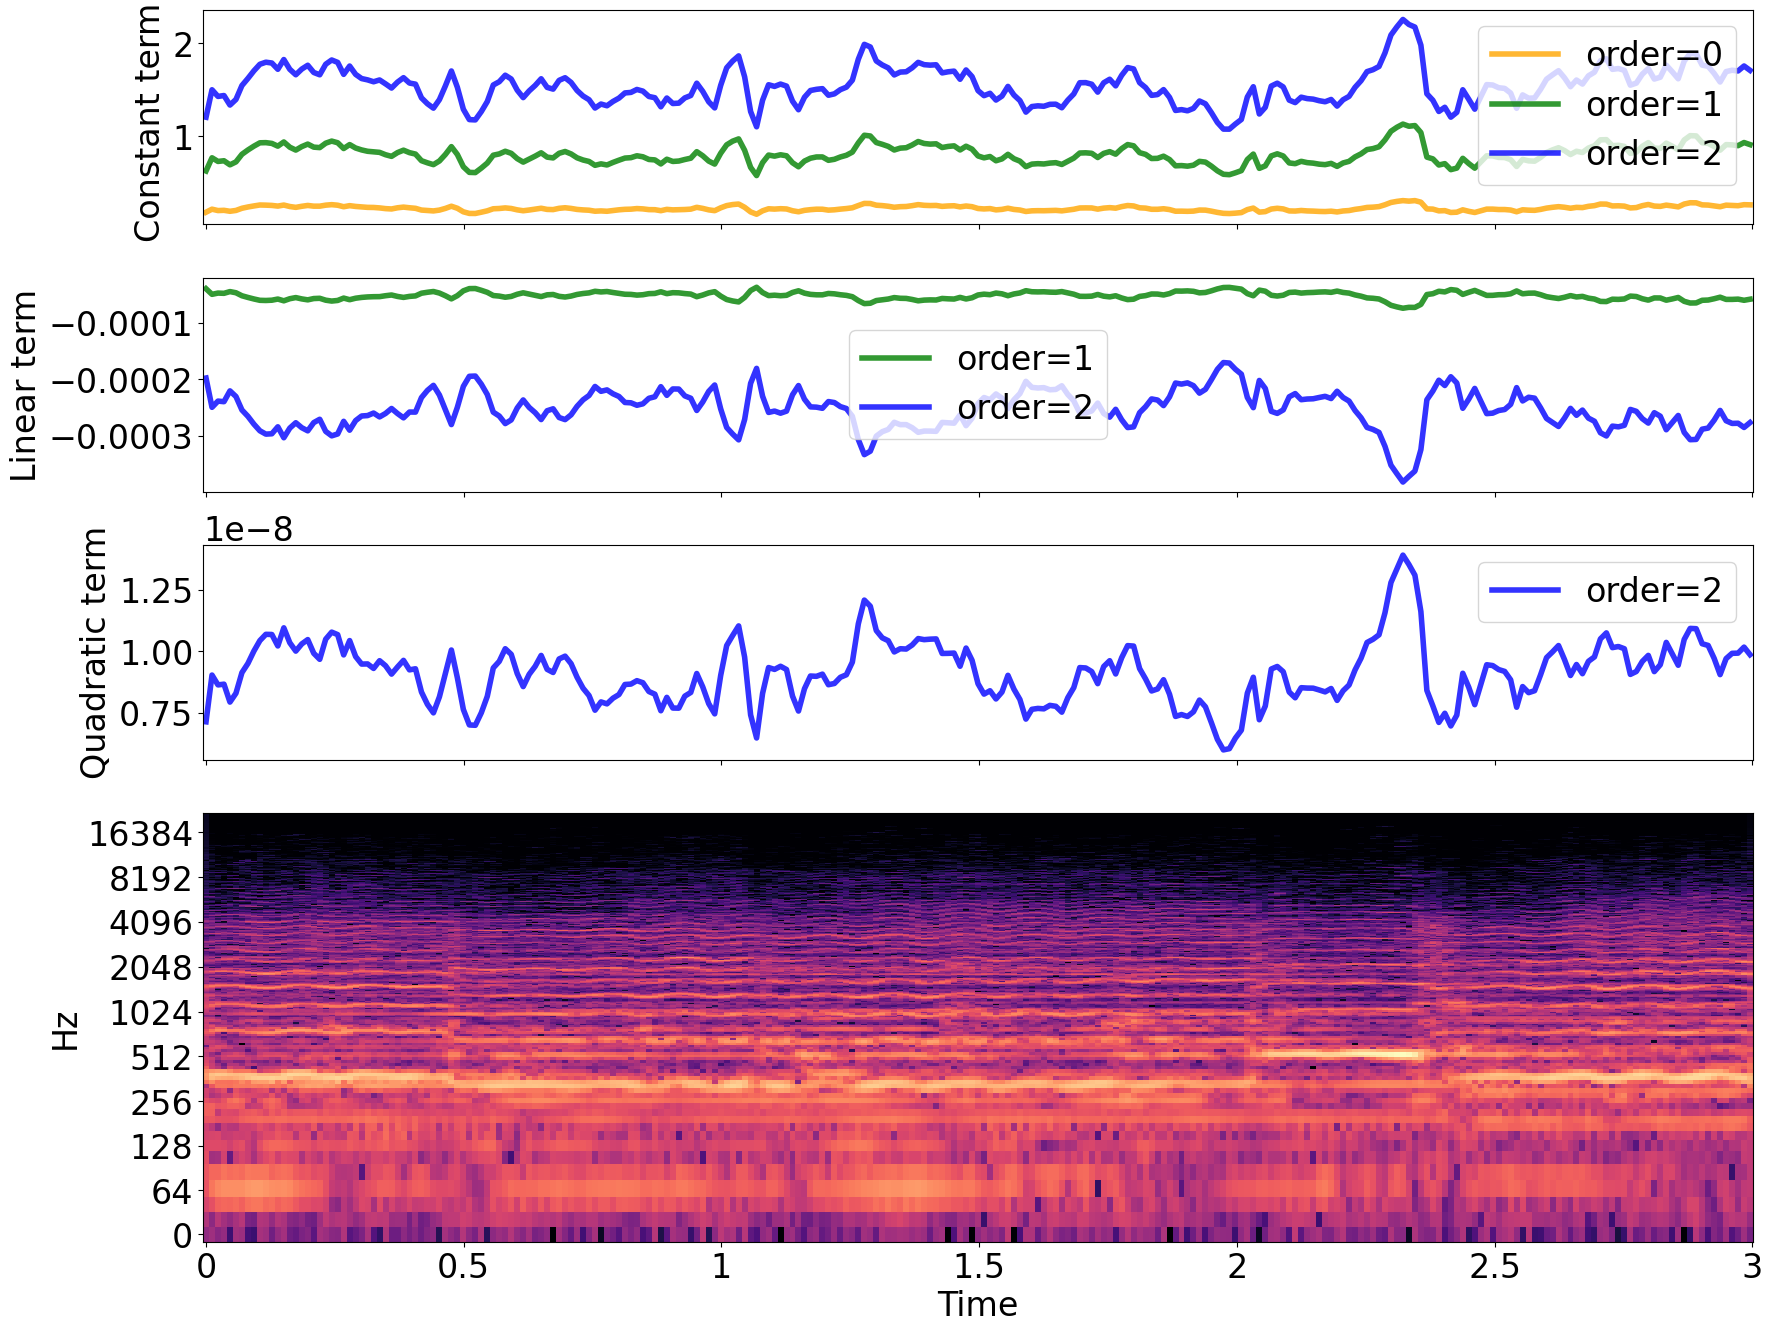 Constant term
2
1
order=0
order=1
order=2
Linear term
−0.0001
−0.0002
−0.0003
order=1
order=2
1e−8
Quadratic term
1.25
1.00
0.75
order=2
Hz
16384
8192
4096
2048
1024
512
256
128
64
0
0 0.5 1 1.5 2 2.5 3
Time